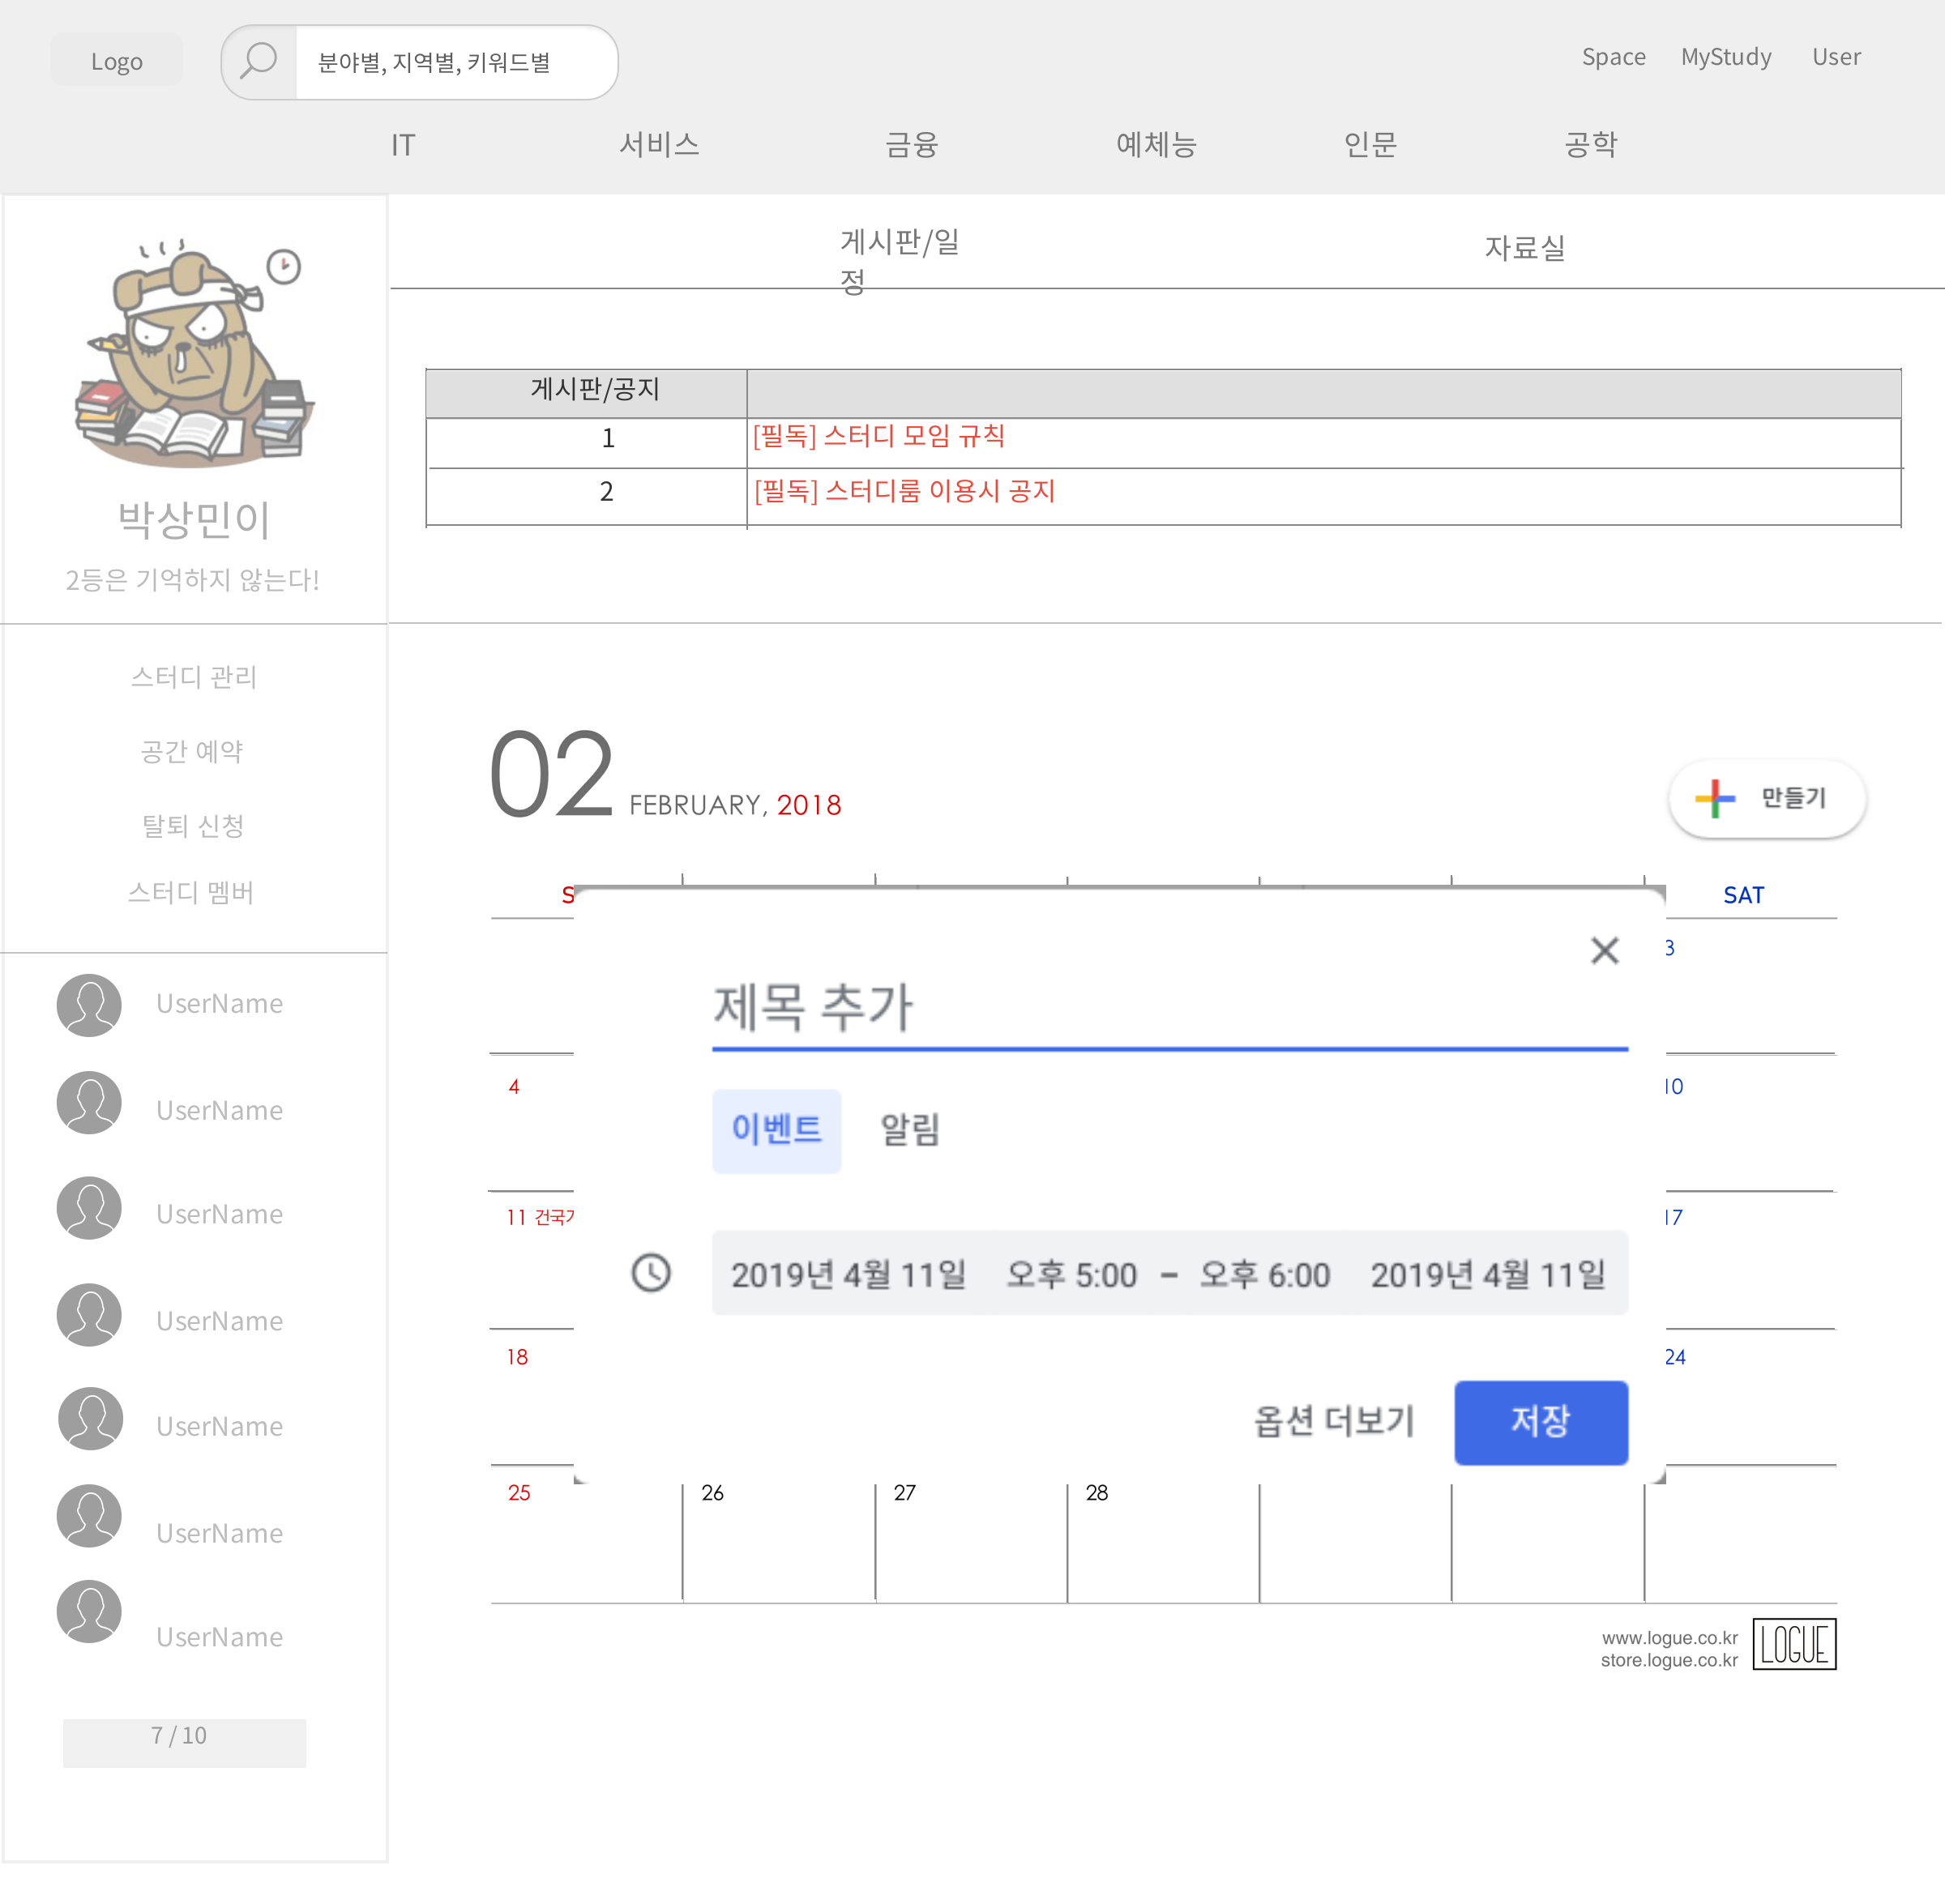 Logo
분야별, 지역별, 키워드별
Space
MyStudy
User
IT
서비스
금융
예체능
인문
공학
게시판/일
정
자료실
게시판/공지
1
[필독] 스터디 모임 규칙
2
[필독] 스터디룸 이용시 공지
박상민이
2등은 기억하지 않는다!
스터디 관리
공간 예약
탈퇴 신청
스터디 멤버
UserName
UserName
UserName
UserName
UserName
UserName
UserName
7 / 10
02 FEBRUARY, 2018
만들기
SAT
3
제목 추가
4
10
이벤트
알림
11
17
2019년 4월 11일 오후 5:00 – 오후 6:00 2019년 4월 11일
18
24
옵션 더보기
저장
25
26
27
28
www.logue.co.kr
store.logue.co.kr
LOGUE